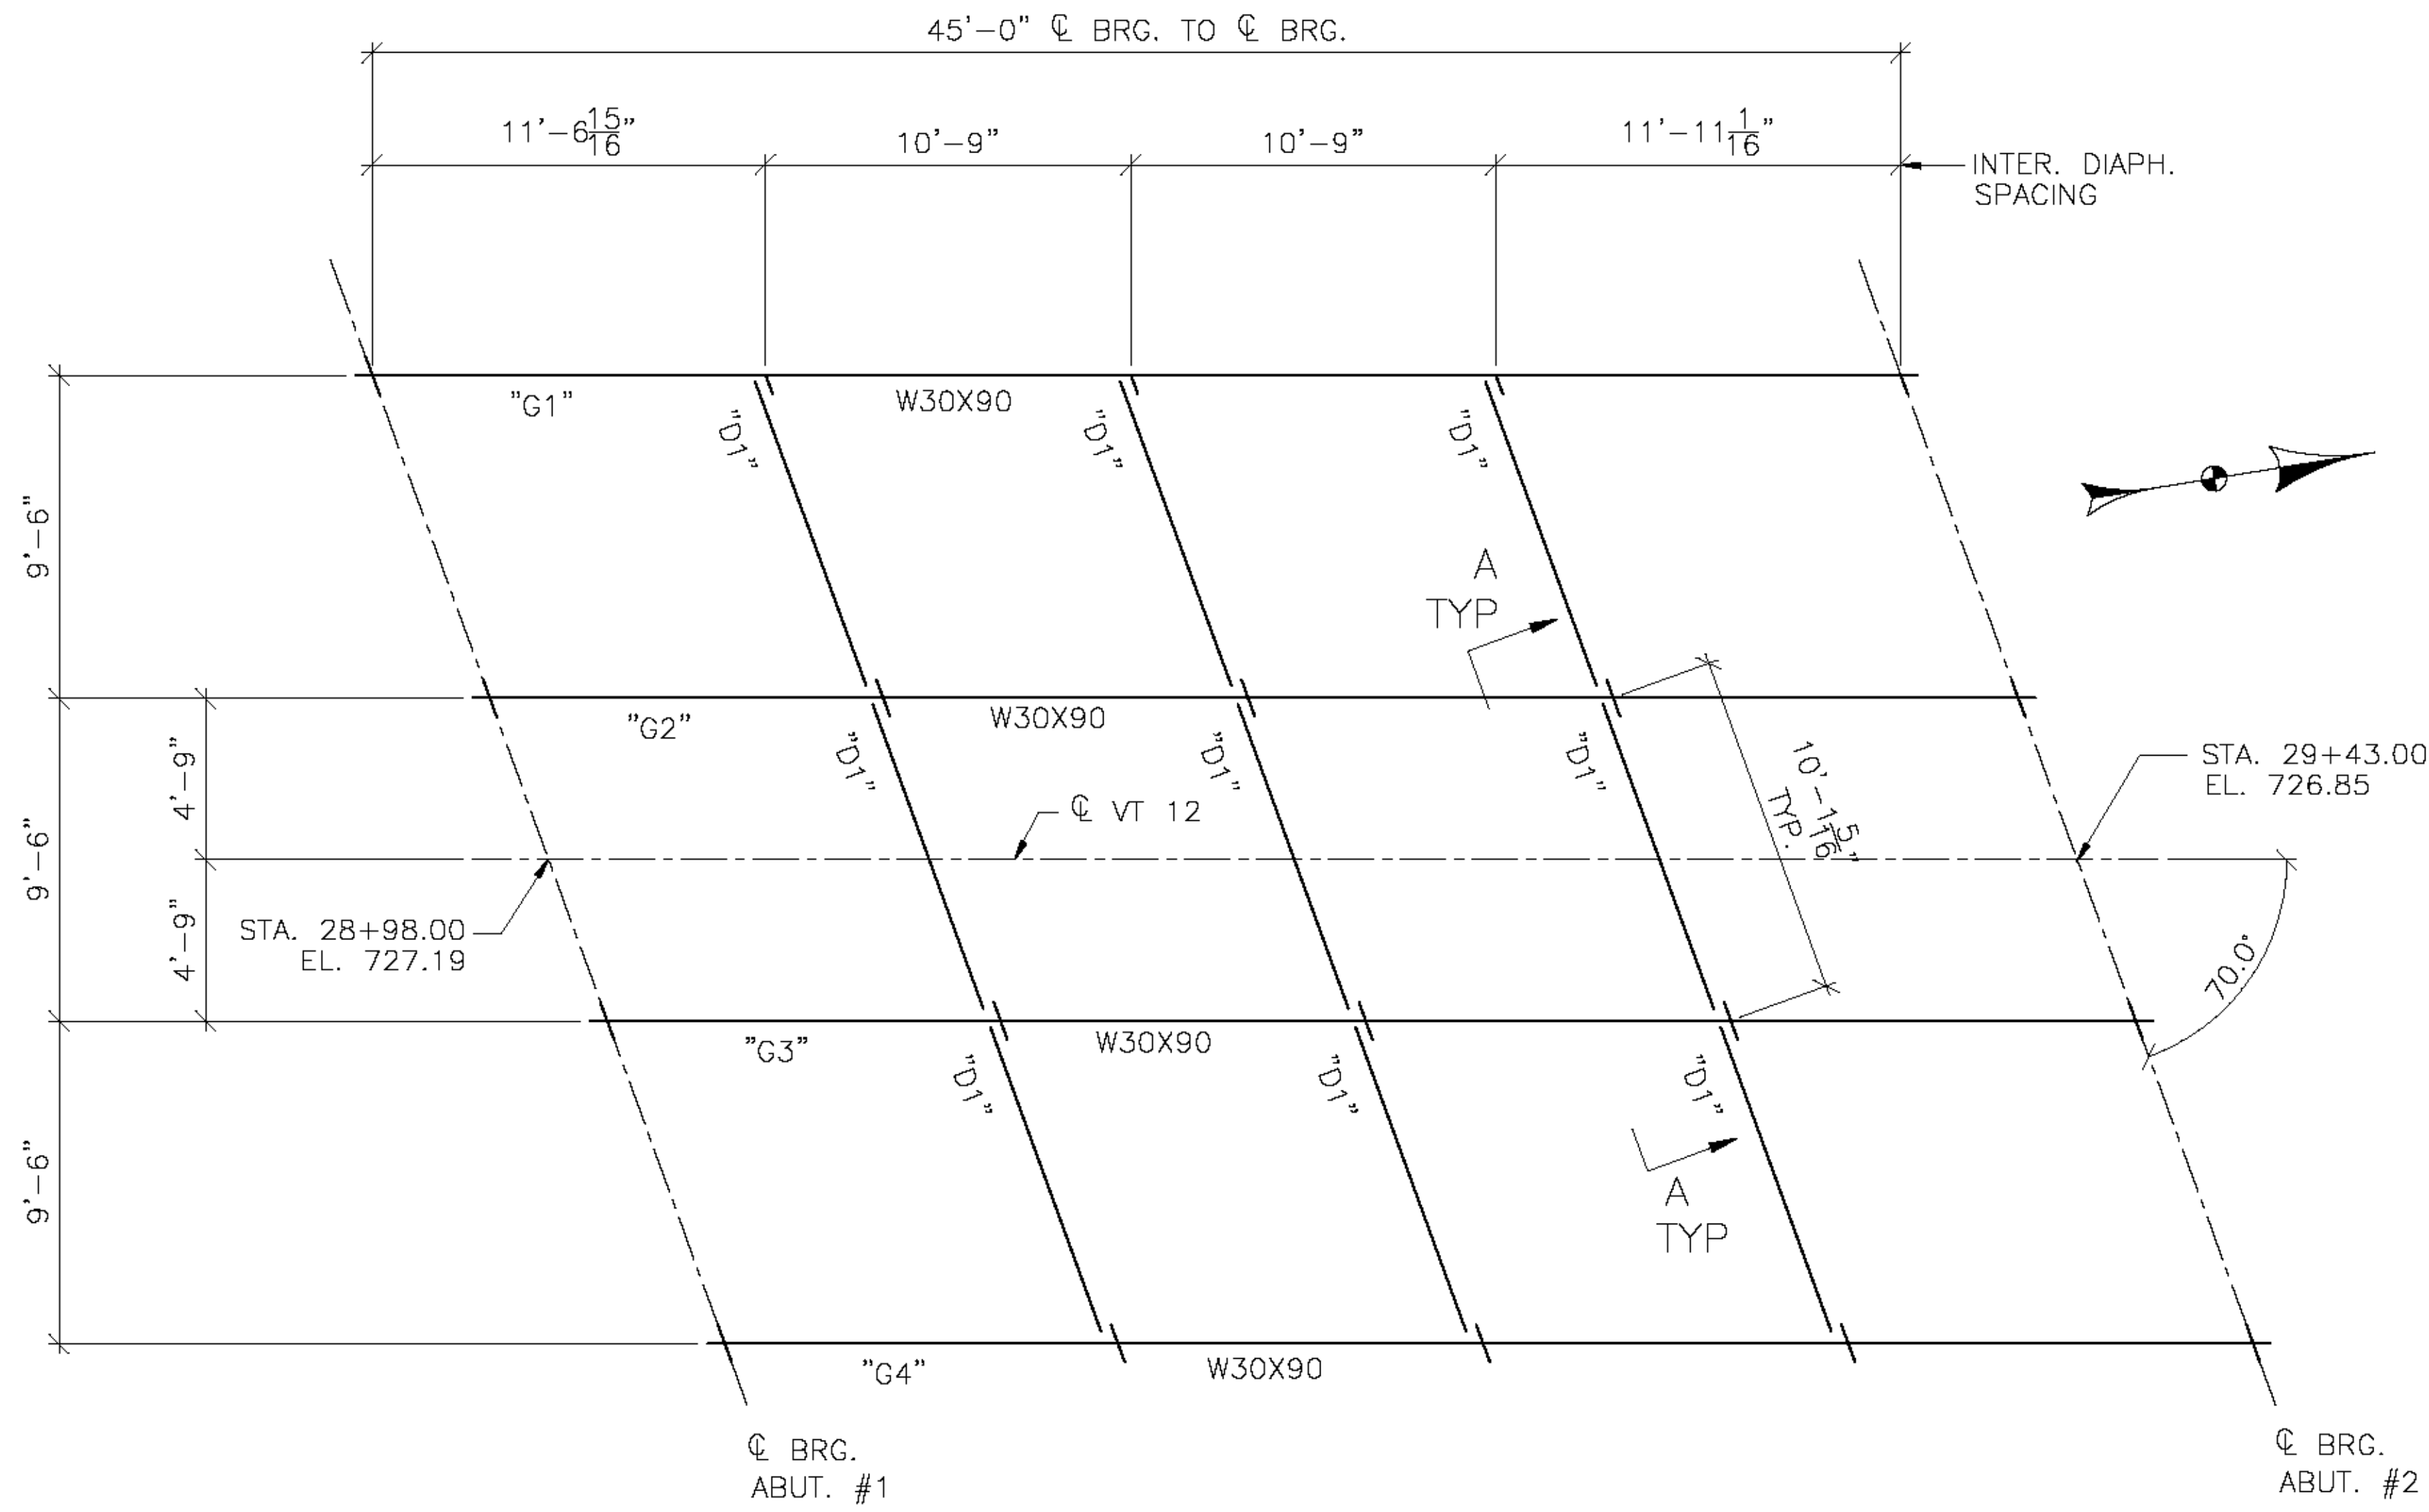 45'-0" ℄ BRG. TO ℄ BRG.
11'-6 15/16"
10'-9"
10'-9"
11'-11 1/16"
INTER. DIAPH.
SPACING
"G1"
W30X90
"D1"
"D1"
"D1"
9'-6"
A
TYP
"G2"
W30X90
4'-9"
"D1"
"D1"
"D1"
10'-1 5/16"
TYP.
STA. 29+43.00
EL. 726.85
℄ VT 12
9'-6"
4'-9"
STA. 28+98.00
EL. 727.19
70.0°
"G3"
W30X90
"D1"
"D1"
"D1"
9'-6"
A
TYP
"G4"
W30X90
℄ BRG.
ABUT. #1
℄ BRG.
ABUT. #2